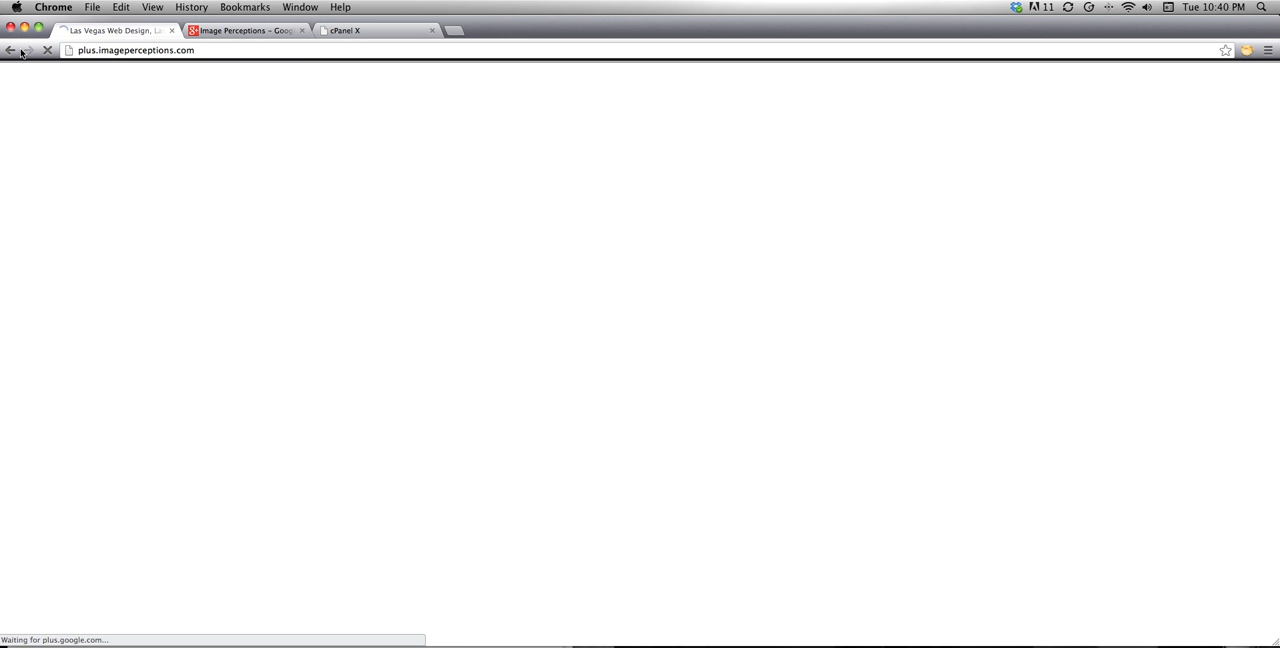 Chrome File Edit View History Bookmarks Window Help 11 Tue 10:40 PM
Las Vegas Web Design, La Image Perceptions – Goog cPanel X
plus.imageperceptions.com
Waiting for plus.google.com...